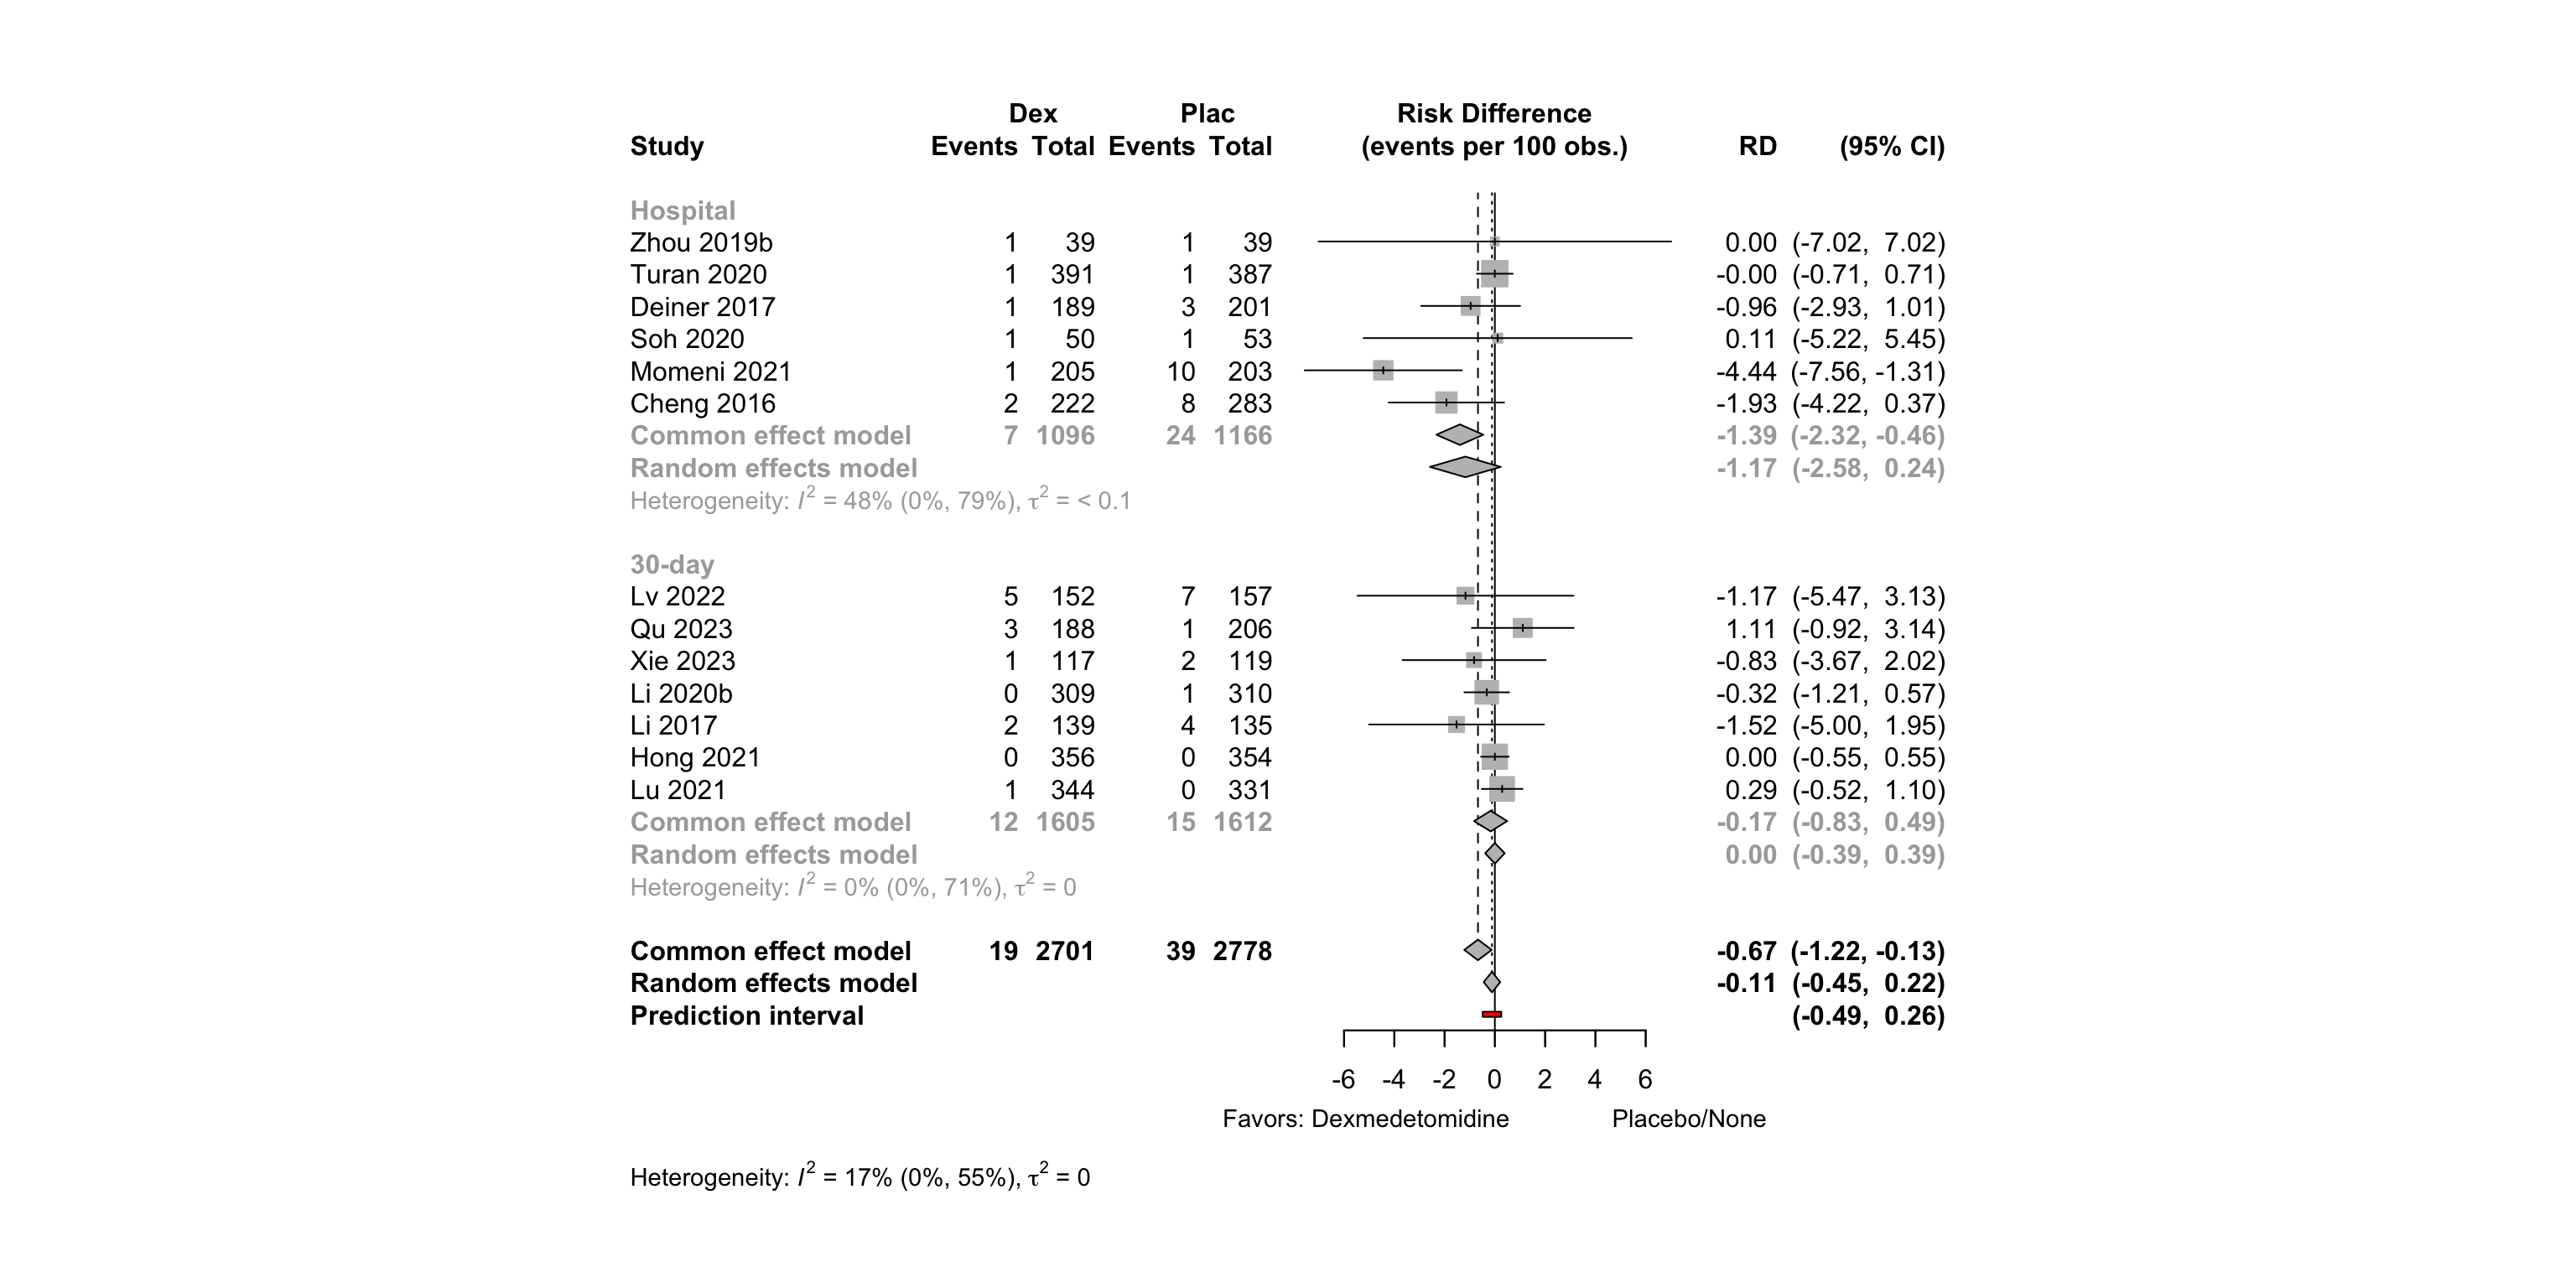 Dex Plac Risk Difference
Study Events Total Events Total (events per 100 obs.) RD (95% CI)
Hospital
Zhou 2019b 1 39 1 39 0.00 (-7.02, 7.02)
Turan 2020 1 391 1 387 -0.00 (-0.71, 0.71)
Deiner 2017 1 189 3 201 -0.96 (-2.93, 1.01)
Soh 2020 1 50 1 53 0.11 (-5.22, 5.45)
Momeni 2021 1 205 10 203 -4.44 (-7.56, -1.31)
Cheng 2016 2 222 8 283 -1.93 (-4.22, 0.37)
Common effect model 7 1096 24 1166 -1.39 (-2.32, -0.46)
Random effects model -1.17 (-2.58, 0.24)
Heterogeneity: I² = 48% (0%, 79%), τ² = < 0.1
30-day
Lv 2022 5 152 7 157 -1.17 (-5.47, 3.13)
Qu 2023 3 188 1 206 1.11 (-0.92, 3.14)
Xie 2023 1 117 2 119 -0.83 (-3.67, 2.02)
Li 2020b 0 309 1 310 -0.32 (-1.21, 0.57)
Li 2017 2 139 4 135 -1.52 (-5.00, 1.95)
Hong 2021 0 356 0 354 0.00 (-0.55, 0.55)
Lu 2021 1 344 0 331 0.29 (-0.52, 1.10)
Common effect model 12 1605 15 1612 -0.17 (-0.83, 0.49)
Random effects model 0.00 (-0.39, 0.39)
Heterogeneity: I² = 0% (0%, 71%), τ² = 0
Common effect model 19 2701 39 2778 -0.67 (-1.22, -0.13)
Random effects model -0.11 (-0.45, 0.22)
Prediction interval (-0.49, 0.26)
-6 -4 -2 0 2 4 6
Favors: Dexmedetomidine Placebo/None
Heterogeneity: I² = 17% (0%, 55%), τ² = 0